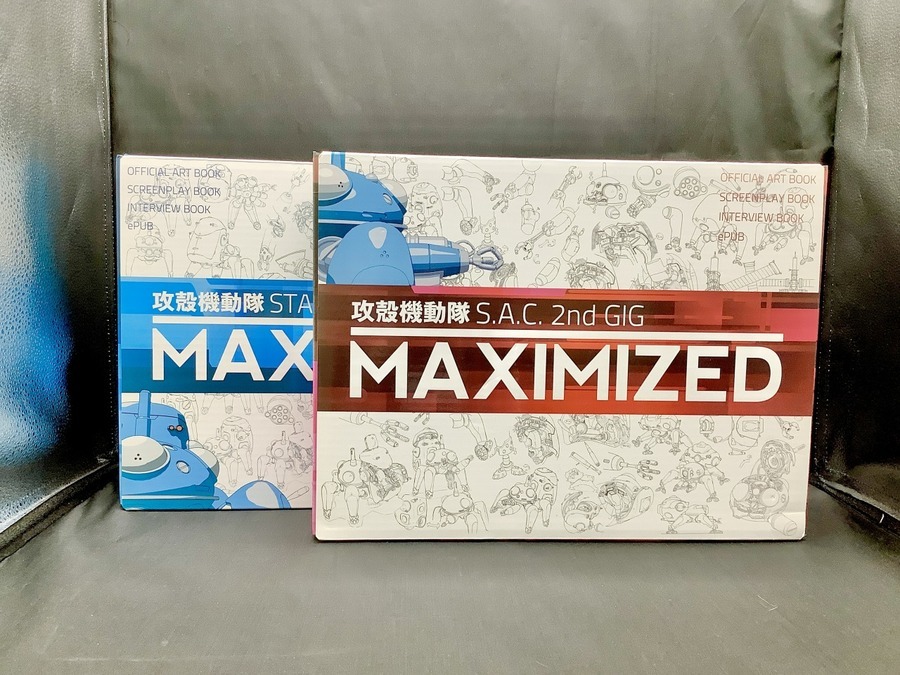 OFFICIAL ART BOOK
SCREENPLAY BOOK
INTERVIEW BOOK
ePUB
攻殻機動隊 STA
MAX
OFFICIAL ART BOOK
SCREENPLAY BOOK
INTERVIEW BOOK
ePUB
攻殻機動隊 S.A.C. 2nd GIG
MAXIMIZED